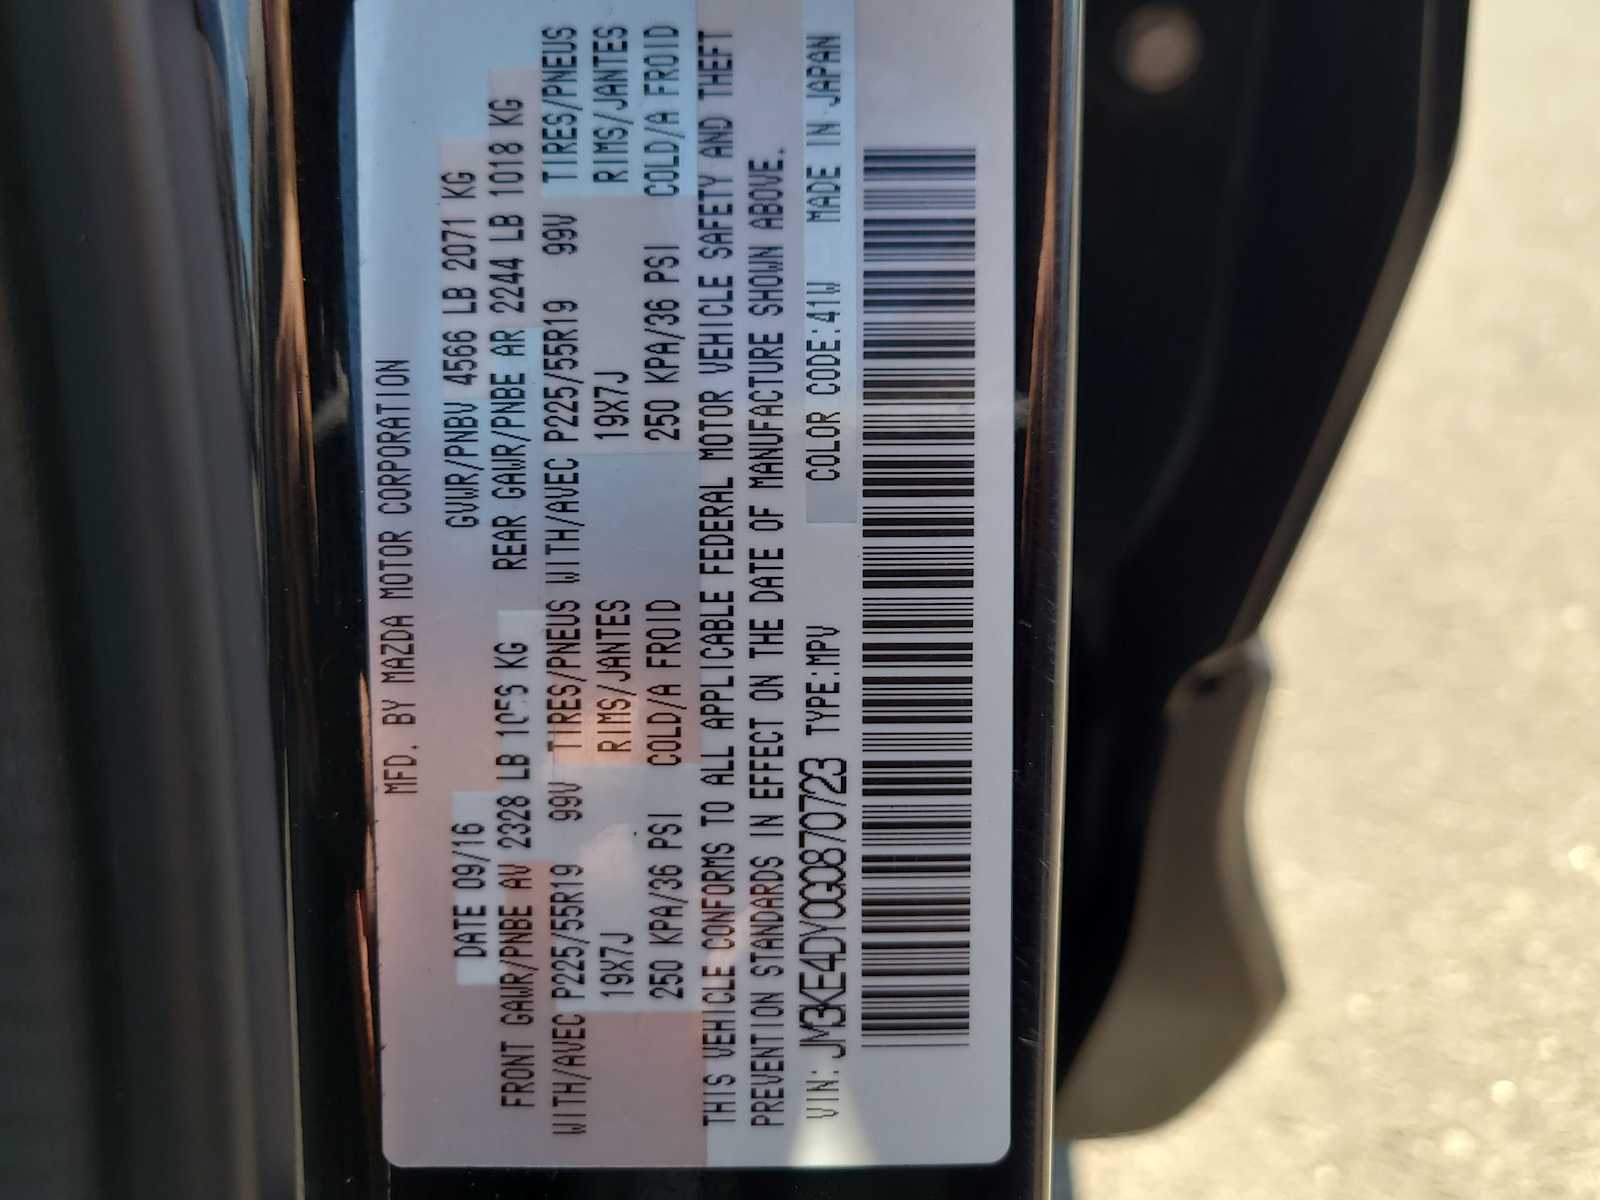 MFD. BY MAZDA MOTOR CORPORATION
DATE 09/16 GVWR/PNBV 4566 LB 2071 KG
FRONT GAWR/PNBE AV 2328 LB 1056 KG REAR GAWR/PNBE AR 2244 LB 1018 KG
WITH/AVEC P225/55R19 99V TIRES/PNEUS WITH/AVEC P225/55R19 99V TIRES/PNEUS
19X7J RIMS/JANTES 19X7J RIMS/JANTES
250 KPA/36 PSI COLD/A FROID 250 KPA/36 PSI COLD/A FROID
THIS VEHICLE CONFORMS TO ALL APPLICABLE FEDERAL MOTOR VEHICLE SAFETY AND THEFT
PREVENTION STANDARDS IN EFFECT ON THE DATE OF MANUFACTURE SHOWN ABOVE.
VIN: JM3KE4DY0G0870723 TYPE:MPV COLOR CODE:41W MADE IN JAPAN